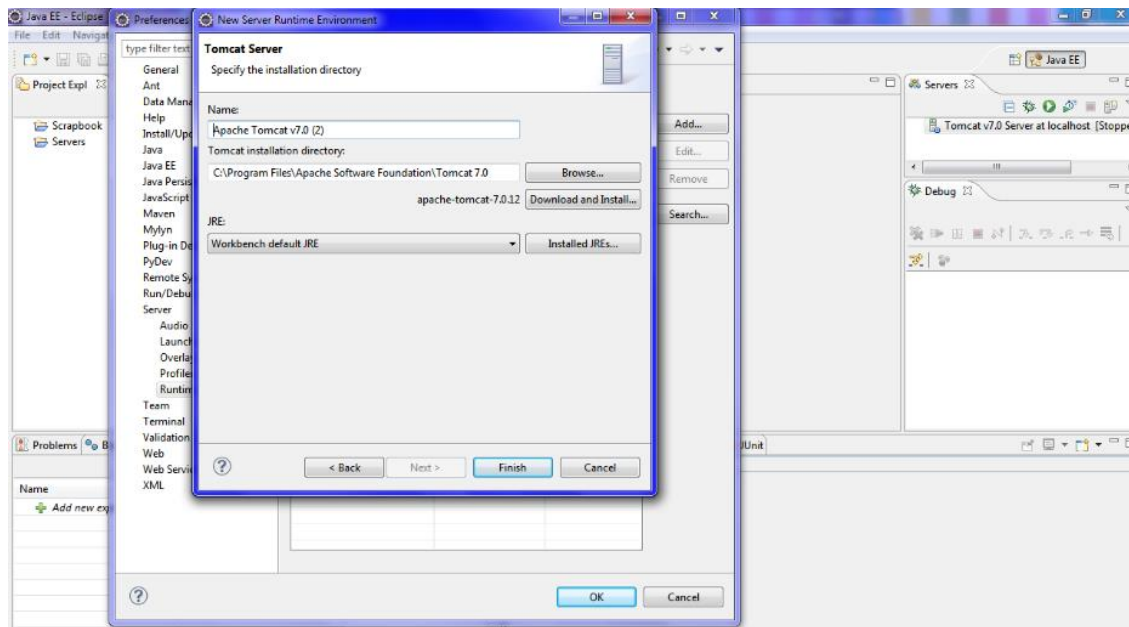 Java EE - Eclipse
File Edit Navigat
Project Expl
Scrapbook
Servers
Problems
Name
Add new exp
Preferences
type filter text
General
Ant
Data Mana
Help
Install/Upd
Java
Java EE
Java Persis
JavaScript
Maven
Mylyn
Plug-in De
PyDev
Remote Sy
Run/Debu
Server
Audio
Launch
Overla
Profile
Runtim
Team
Terminal
Validation
Web
Web Servi
XML
New Server Runtime Environment
Tomcat Server
Specify the installation directory
Name:
Apache Tomcat v7.0 (2)
Tomcat installation directory:
C:\Program Files\Apache Software Foundation\Tomcat 7.0 Browse...
apache-tomcat-7.0.12 Download and Install...
JRE:
Workbench default JRE Installed JREs...
? < Back Next > Finish Cancel
Add...
Edit...
Remove
Search...
? OK Cancel
Java EE
Servers
Tomcat v7.0 Server at localhost [Stoppe
Debug
JUnit